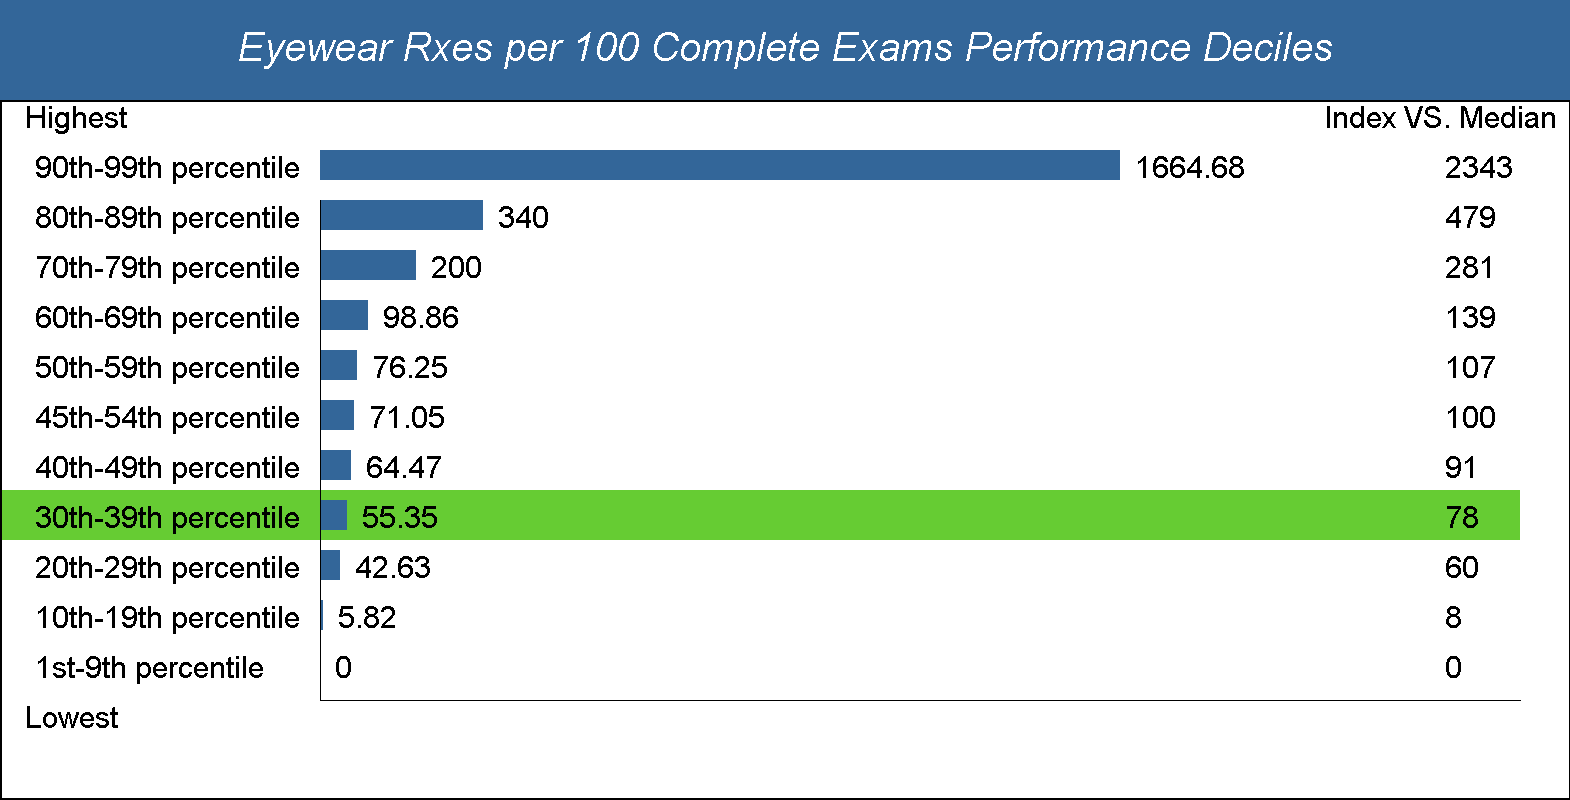 Eyewear Rxes per 100 Complete Exams Performance Deciles
Highest Index VS. Median
90th-99th percentile 1664.68 2343
80th-89th percentile 340 479
70th-79th percentile 200 281
60th-69th percentile 98.86 139
50th-59th percentile 76.25 107
45th-54th percentile 71.05 100
40th-49th percentile 64.47 91
30th-39th percentile 55.35 78
20th-29th percentile 42.63 60
10th-19th percentile 5.82 8
1st-9th percentile 0 0
Lowest